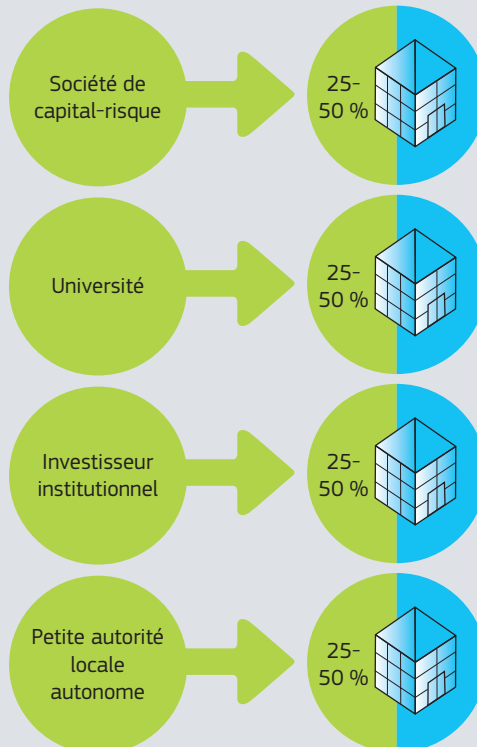 Société de
capital-risque
25-
50 %
Université
25-
50 %
Investisseur
institutionnel
25-
50 %
Petite autorité
locale
autonome
25-
50 %